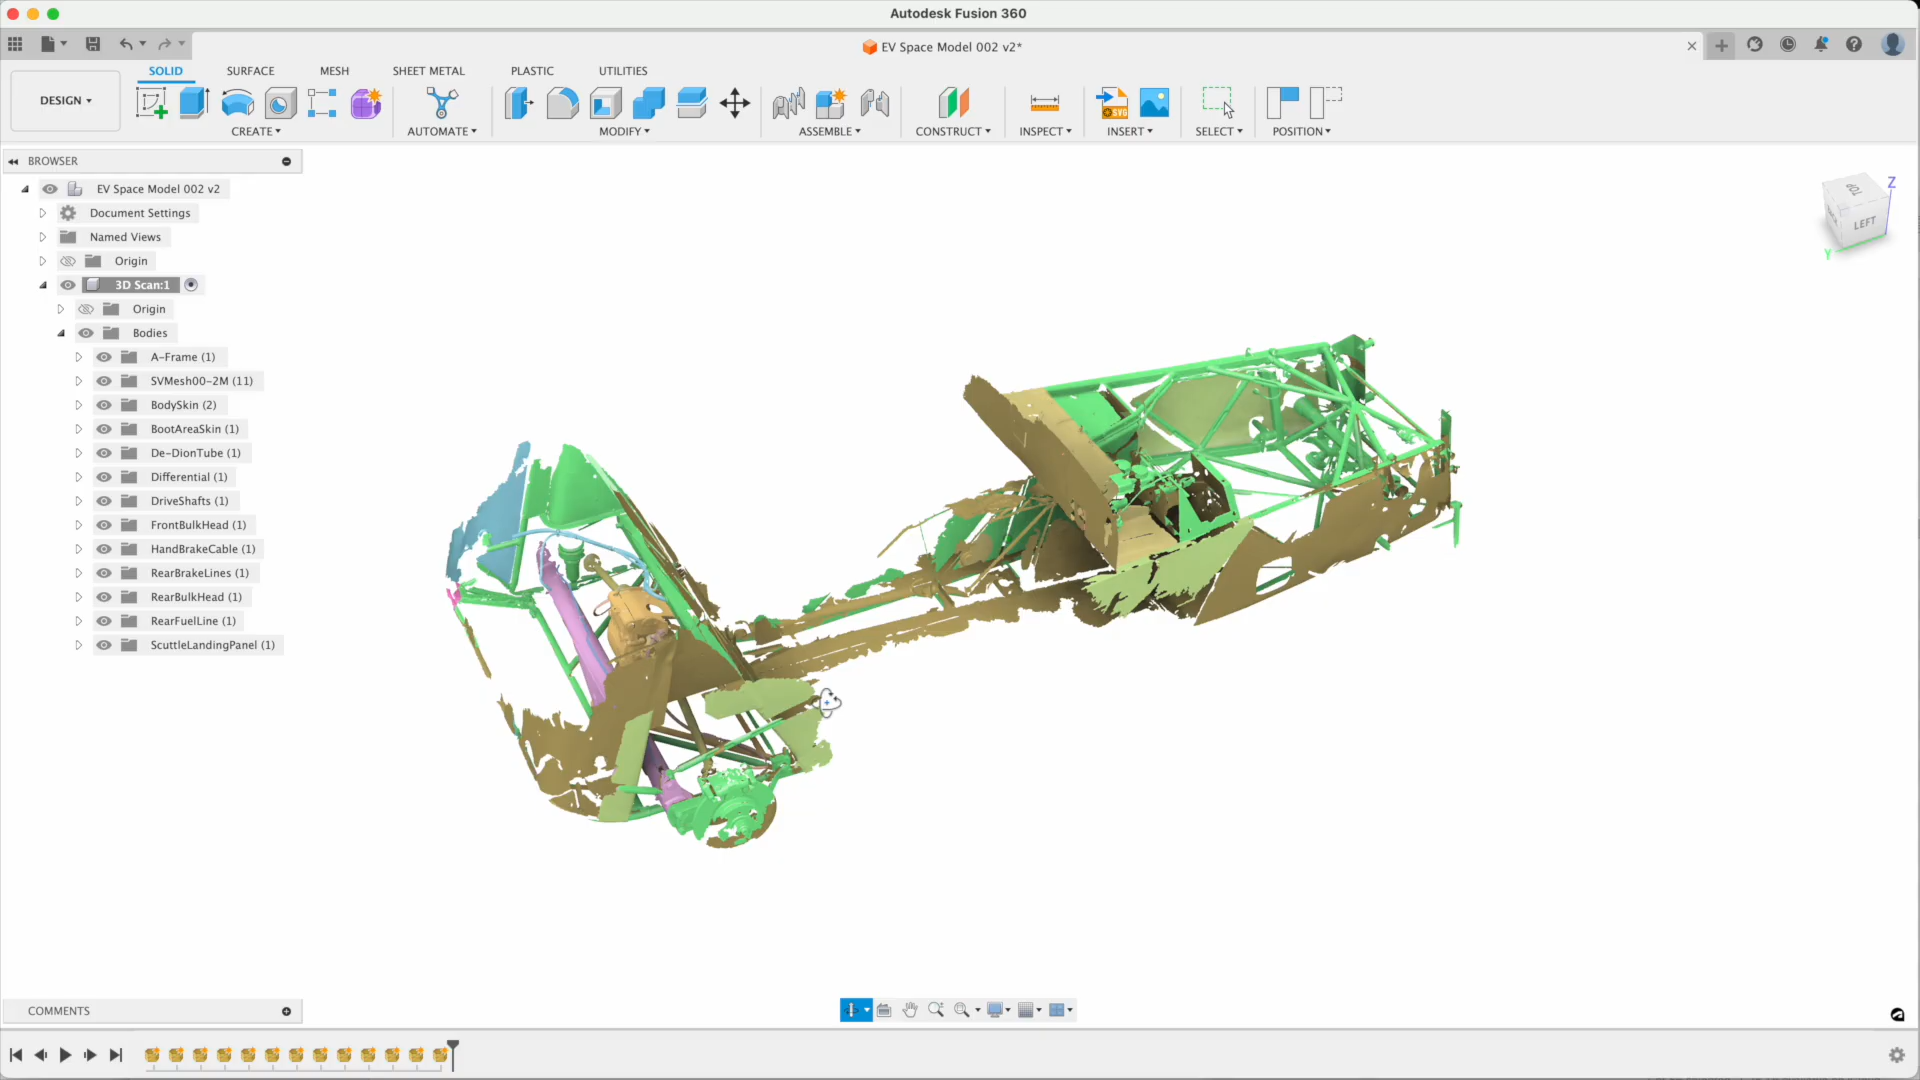 Autodesk Fusion 360
EV Space Model 002 v2*
SOLID SURFACE MESH SHEET METAL PLASTIC UTILITIES
DESIGN
CREATE AUTOMATE MODIFY ASSEMBLE CONSTRUCT INSPECT INSERT SELECT POSITION
BROWSER
EV Space Model 002 v2
Document Settings
Named Views
Origin
3D Scan:1
Origin
Bodies
A-Frame (1)
SVMesh00-2M (11)
BodySkin (2)
BootAreaSkin (1)
De-DionTube (1)
Differential (1)
DriveShafts (1)
FrontBulkHead (1)
HandBrakeCable (1)
RearBrakeLines (1)
RearBulkHead (1)
RearFuelLine (1)
ScuttleLandingPanel (1)
Z
TOP
LEFT
Y
COMMENTS